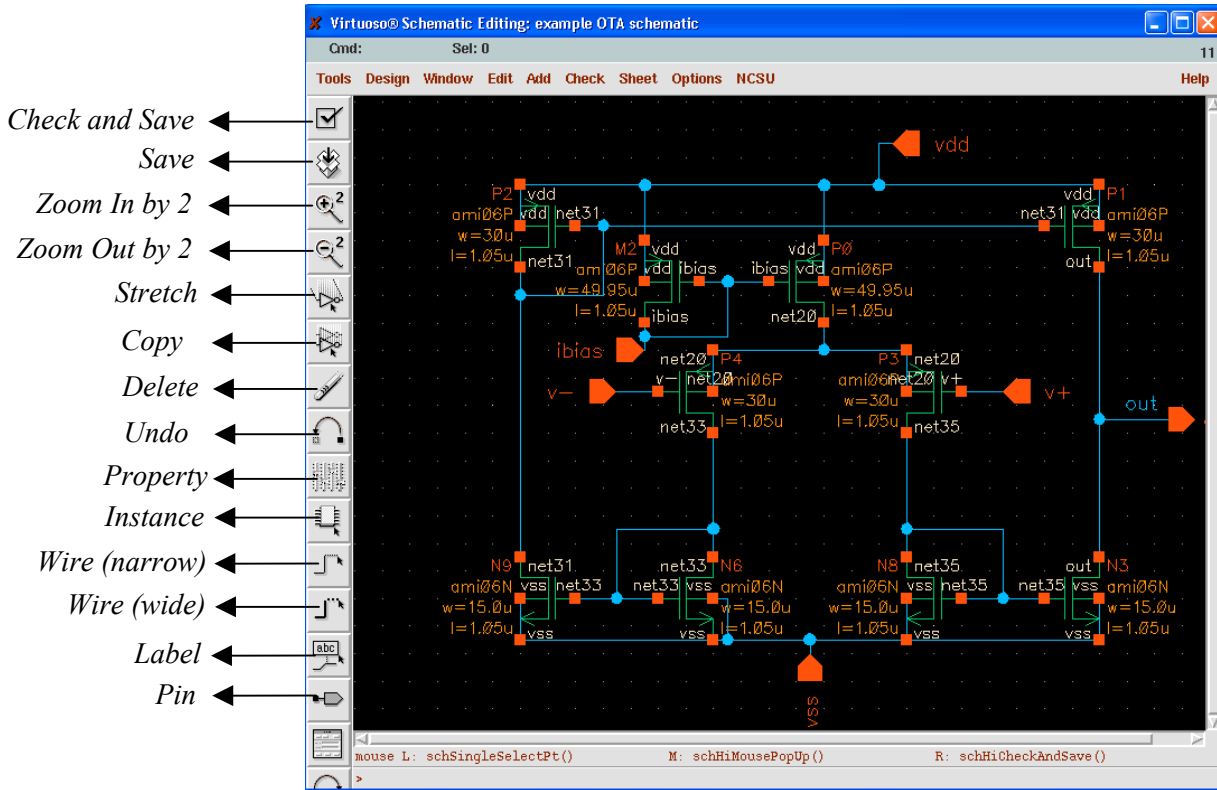 Virtuoso® Schematic Editing: example OTA schematic
Cmd: Sel: 0
11
Tools Design Window Edit Add Check Sheet Options NCSU Help
Check and Save
Save
Zoom In by 2
Zoom Out by 2
Stretch
Copy
Delete
Undo
Property
Instance
Wire (narrow)
Wire (wide)
Label
Pin
2
2
abc
vdd
P2 vdd
ami06P vdd net31
w=30u
l=1.05u
net31
vdd P1
net31 vdd ami06P
w=30u
l=1.05u
out
M2 vdd
ami06P vdd ibias
w=49.95u
l=1.05u
ibias
vdd P0
ibias vdd ami06P
w=49.95u
l=1.05u
net20
ibias
net20 P4
v- net20 ami06P
w=30u
l=1.05u
net33
v-
P3 net20
ami06P net20 v+
w=30u
l=1.05u
net35
v+
out
N9 net31
ami06N vss net33
w=15.0u
l=1.05u
vss
net33 N6
net33 vss ami06N
w=15.0u
l=1.05u
vss
N8 net35
ami06N vss net35
w=15.0u
l=1.05u
vss
out N3
net35 vss ami06N
w=15.0u
l=1.05u
vss
vss
mouse L: schSingleSelectPt() M: schHiMousePopUp() R: schHiCheckAndSave()
>